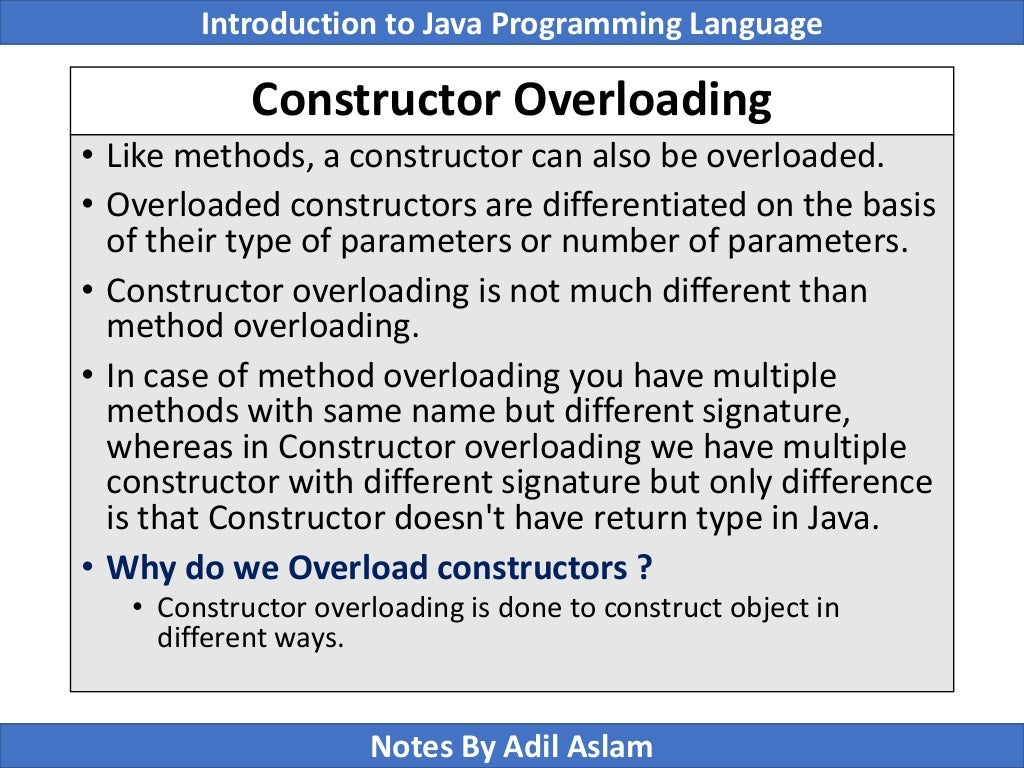 Introduction to Java Programming Language
Constructor Overloading
• Like methods, a constructor can also be overloaded.
• Overloaded constructors are differentiated on the basis
of their type of parameters or number of parameters.
• Constructor overloading is not much different than
method overloading.
• In case of method overloading you have multiple
methods with same name but different signature,
whereas in Constructor overloading we have multiple
constructor with different signature but only difference
is that Constructor doesn't have return type in Java.
• Why do we Overload constructors ?
• Constructor overloading is done to construct object in
different ways.
Notes By Adil Aslam